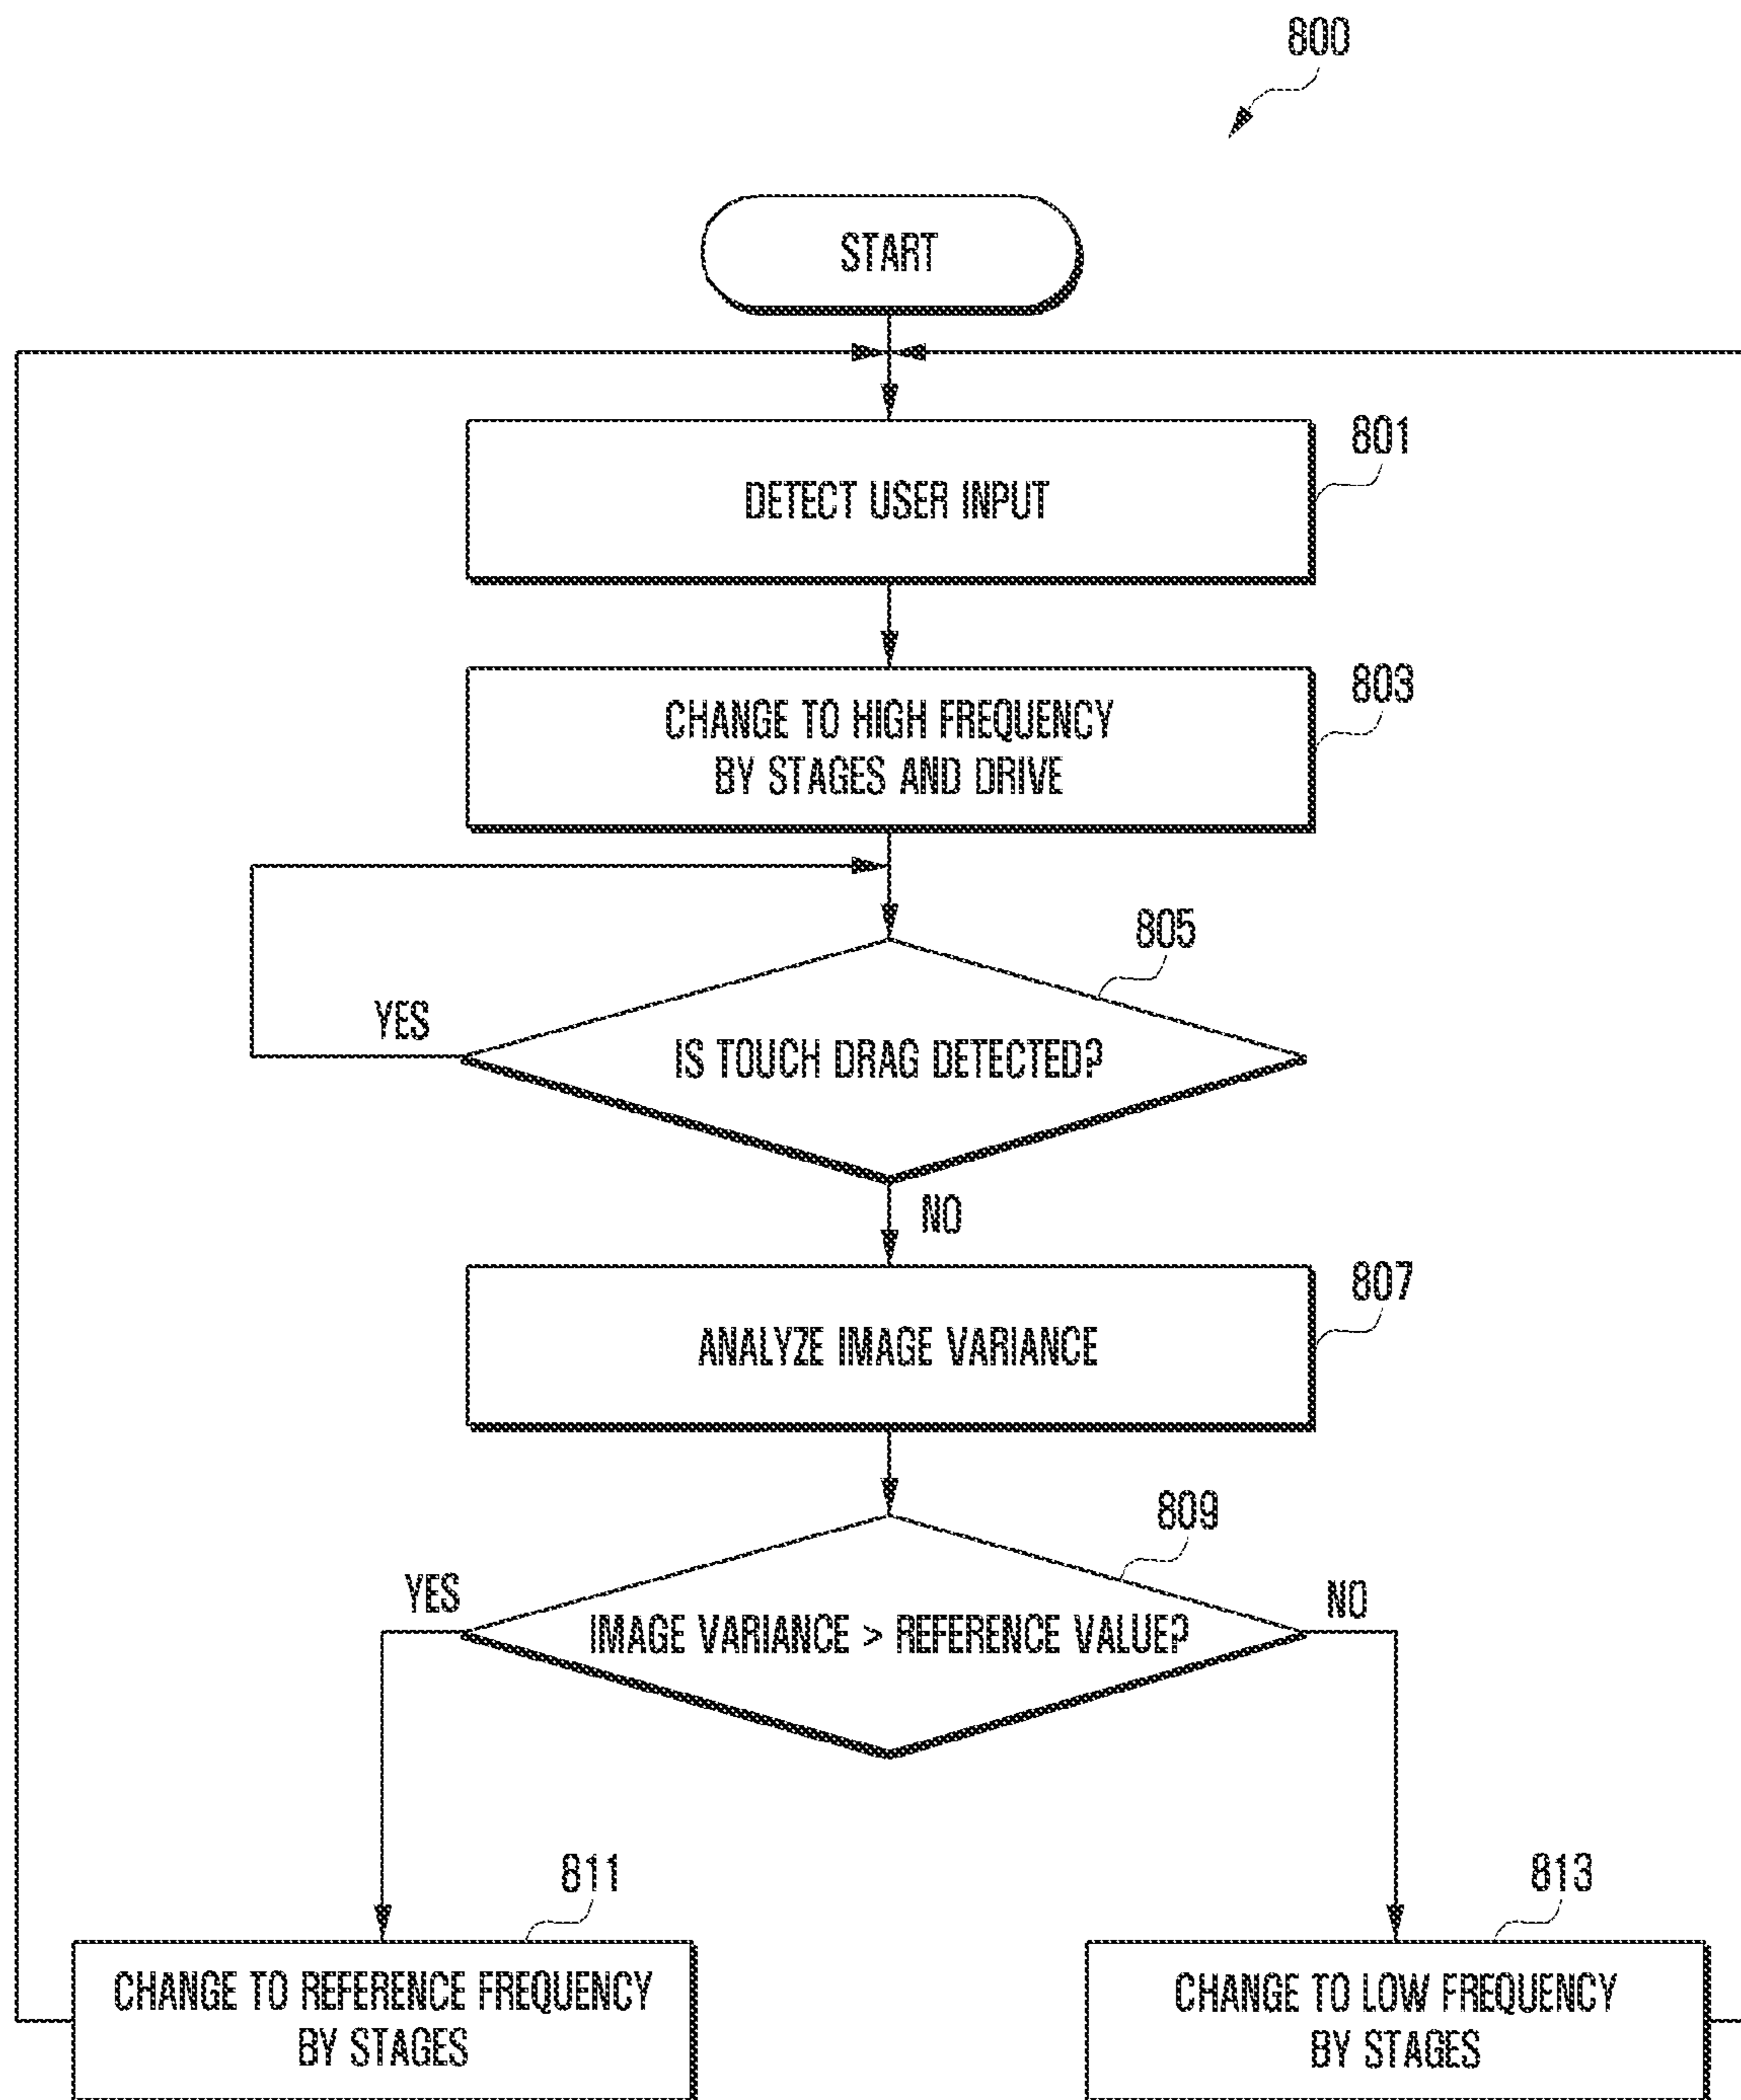 800
START
801
DETECT USER INPUT
803
CHANGE TO HIGH FREQUENCY
BY STAGES AND DRIVE
805
YES
IS TOUCH DRAG DETECTED?
NO
807
ANALYZE IMAGE VARIANCE
809
YES
NO
IMAGE VARIANCE > REFERENCE VALUE?
811
813
CHANGE TO REFERENCE FREQUENCY
BY STAGES
CHANGE TO LOW FREQUENCY
BY STAGES